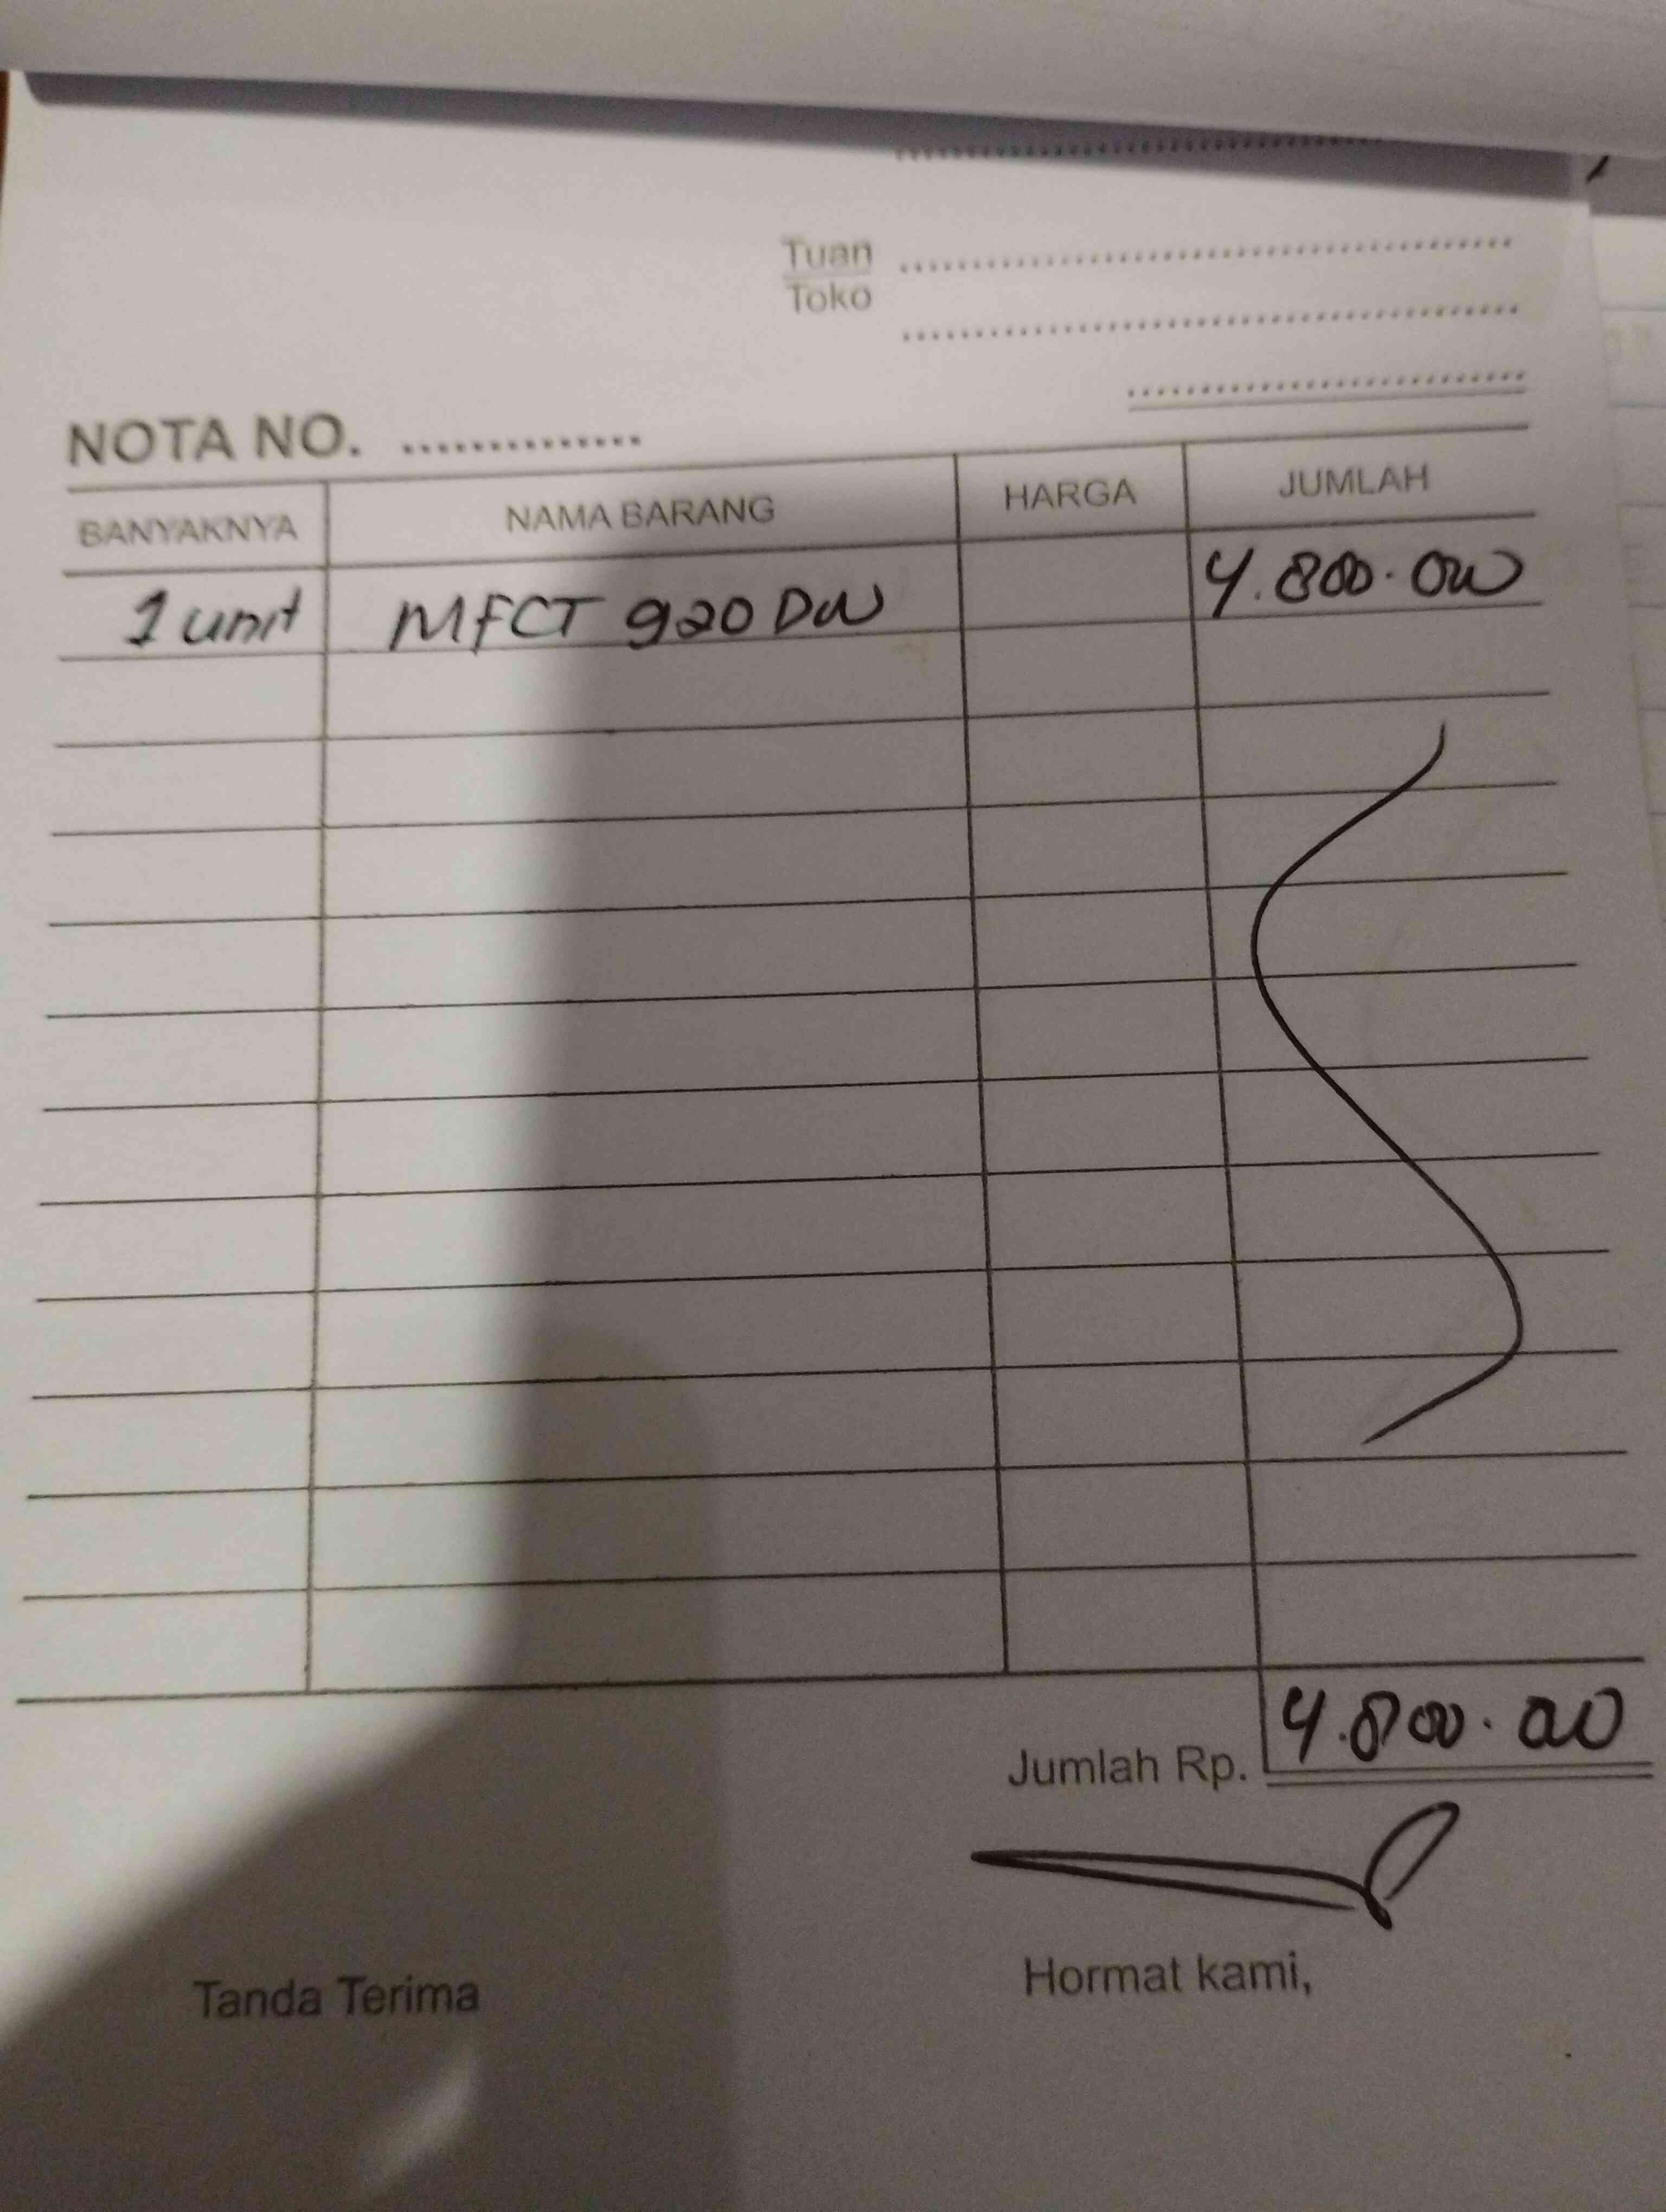 Tuan
Toko
NOTA NO. ..............
BANYAKNYA NAMA BARANG HARGA JUMLAH
1 unit MFCT 920 DW 4.800.000
Jumlah Rp. 4.800.000
Tanda Terima Hormat kami,